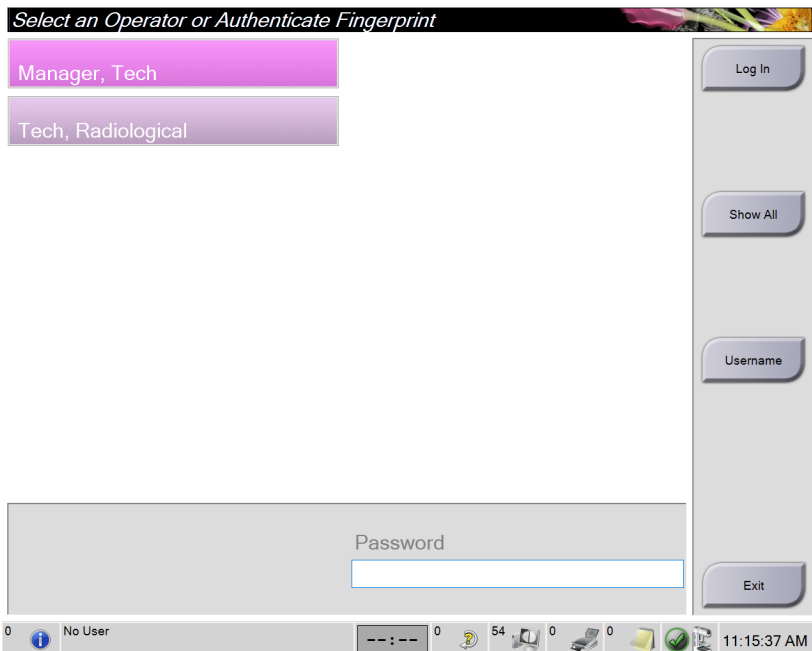 Select an Operator or Authenticate Fingerprint
Manager, Tech
Tech, Radiological
Log In
Show All
Username
Password
Exit
0
No User
--:--
0
54
0
0
11:15:37 AM